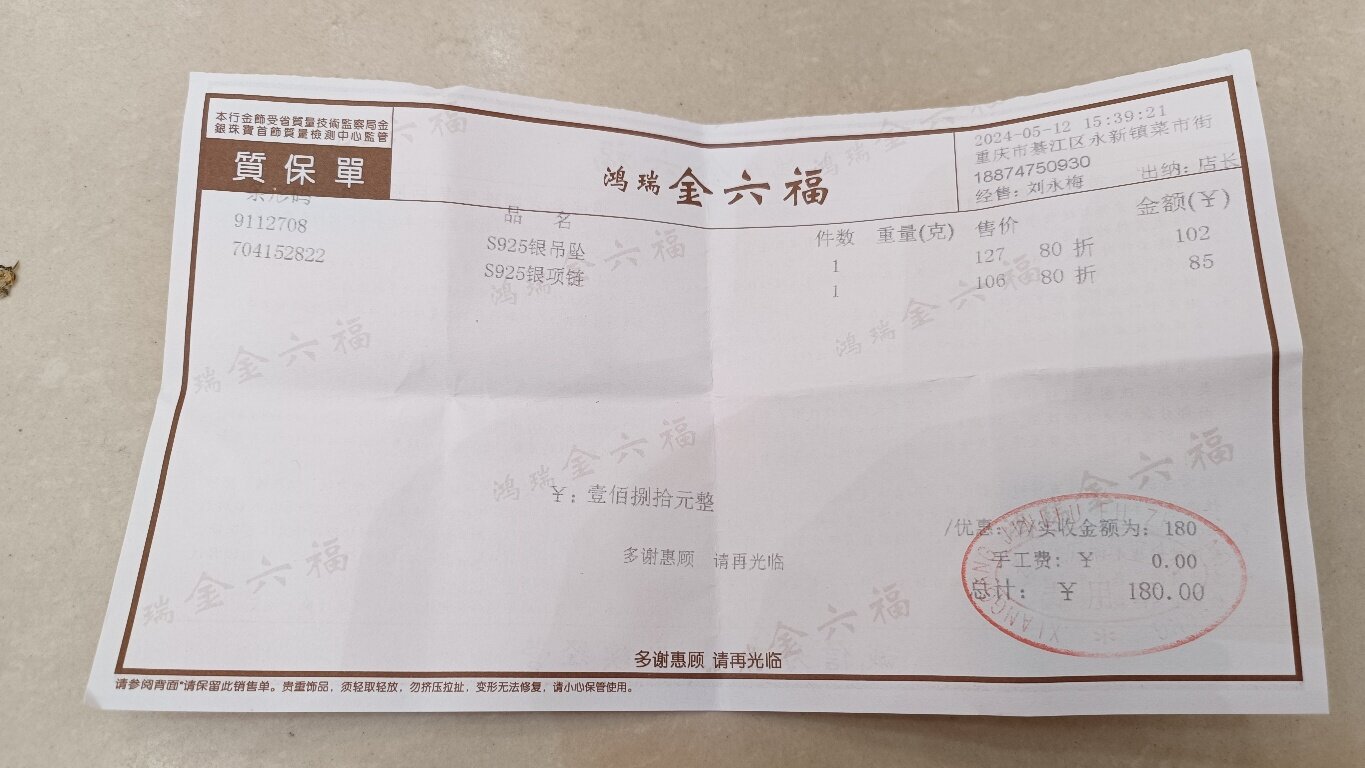 本行金飾受省質量技術監察局金
銀珠寶首飾質量檢測中心監管
質保單
鸿瑞 金六福
2024-05-12 15:39:21
重庆市綦江区永新镇菜市街
18874750930
经售: 刘永梅 出纳: 店长
品 名 件数 重量(克) 售价 金额(¥)
9112708 S925银吊坠 1 127 80 折 102
704152822 S925银项链 1 106 80 折 85
¥: 壹佰捌拾元整
/优惠: 7/实收金额为: 180
多谢惠顾 请再光临
手工费: ¥ 0.00
总计: ¥ 180.00
多谢惠顾 请再光临
请参阅背面*请保留此销售单。贵重饰品，须轻取轻放，勿挤压拉扯，变形无法修复，请小心保管使用。